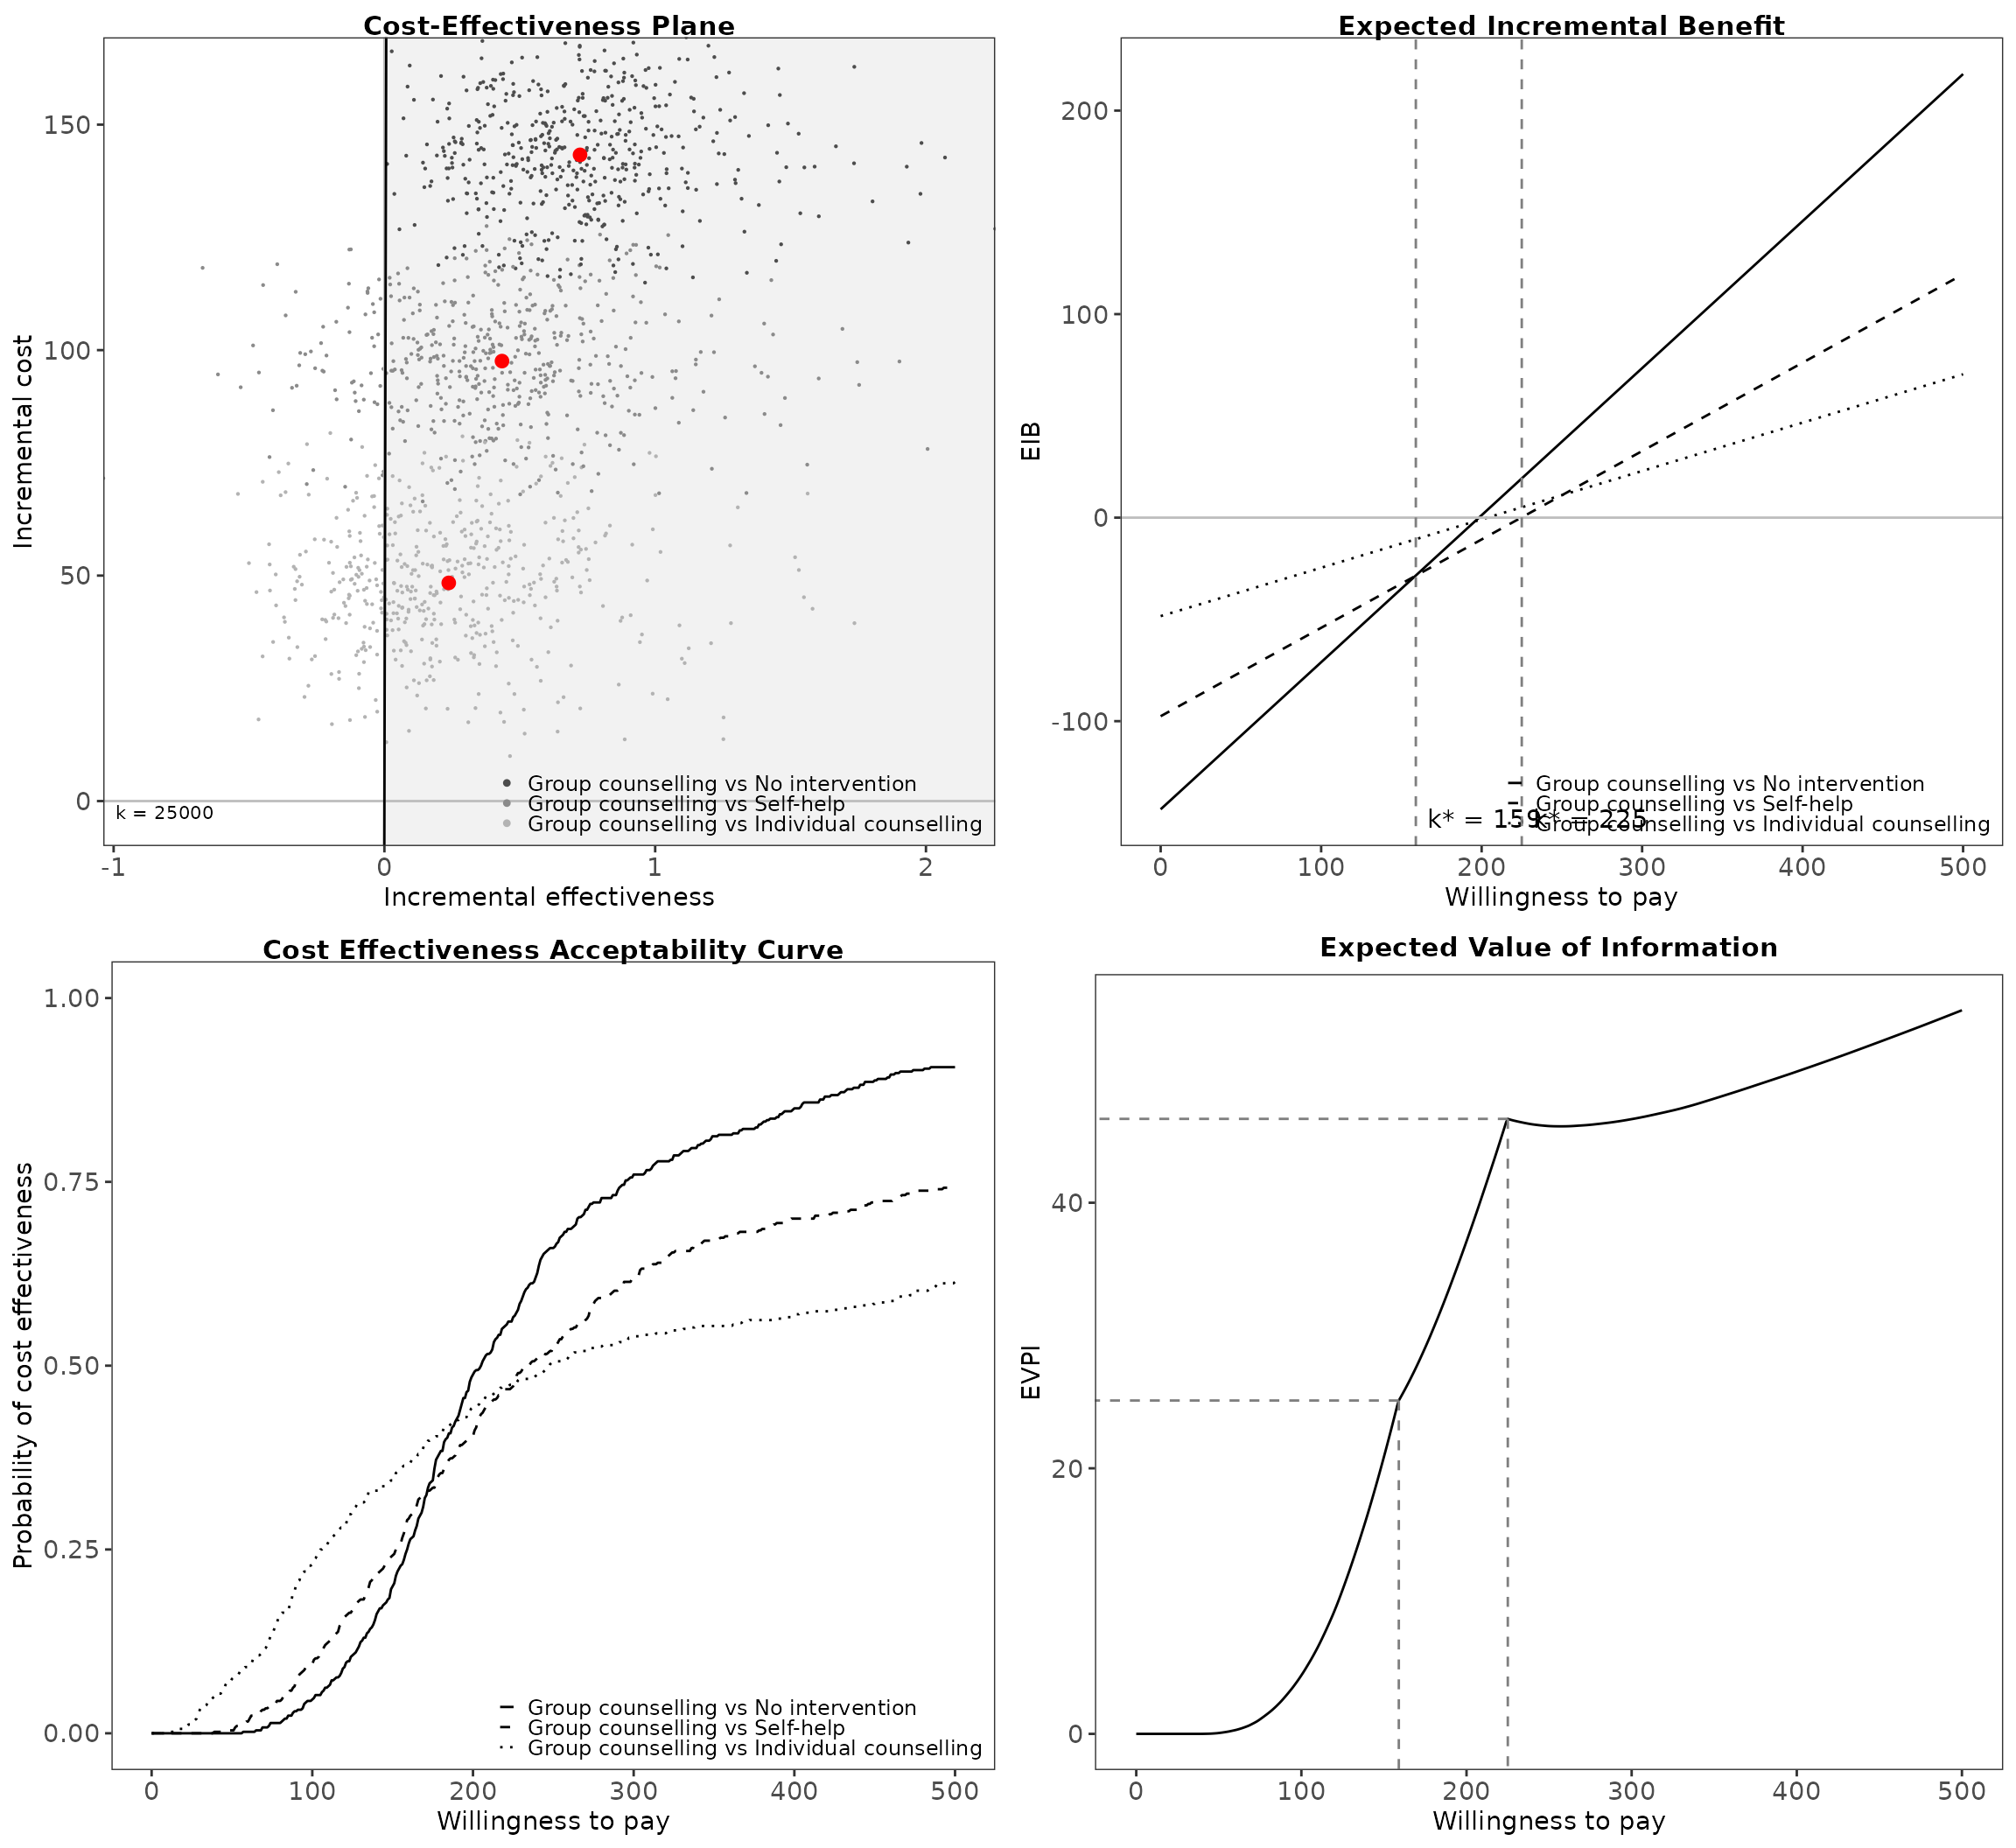 Cost-Effectiveness Plane
150
100
50
0
Incremental cost
k = 25000
Group counselling vs No intervention
Group counselling vs Self-help
Group counselling vs Individual counselling
-1
0
1
2
Incremental effectiveness
Expected Incremental Benefit
200
100
0
-100
EIB
Group counselling vs No intervention
Group counselling vs Self-help
Group counselling vs Individual counselling
k* = 159
k* = 225
0
100
200
300
400
500
Willingness to pay
Cost Effectiveness Acceptability Curve
1.00
0.75
0.50
0.25
0.00
Probability of cost effectiveness
Group counselling vs No intervention
Group counselling vs Self-help
Group counselling vs Individual counselling
0
100
200
300
400
500
Willingness to pay
Expected Value of Information
40
20
0
EVPI
0
100
200
300
400
500
Willingness to pay